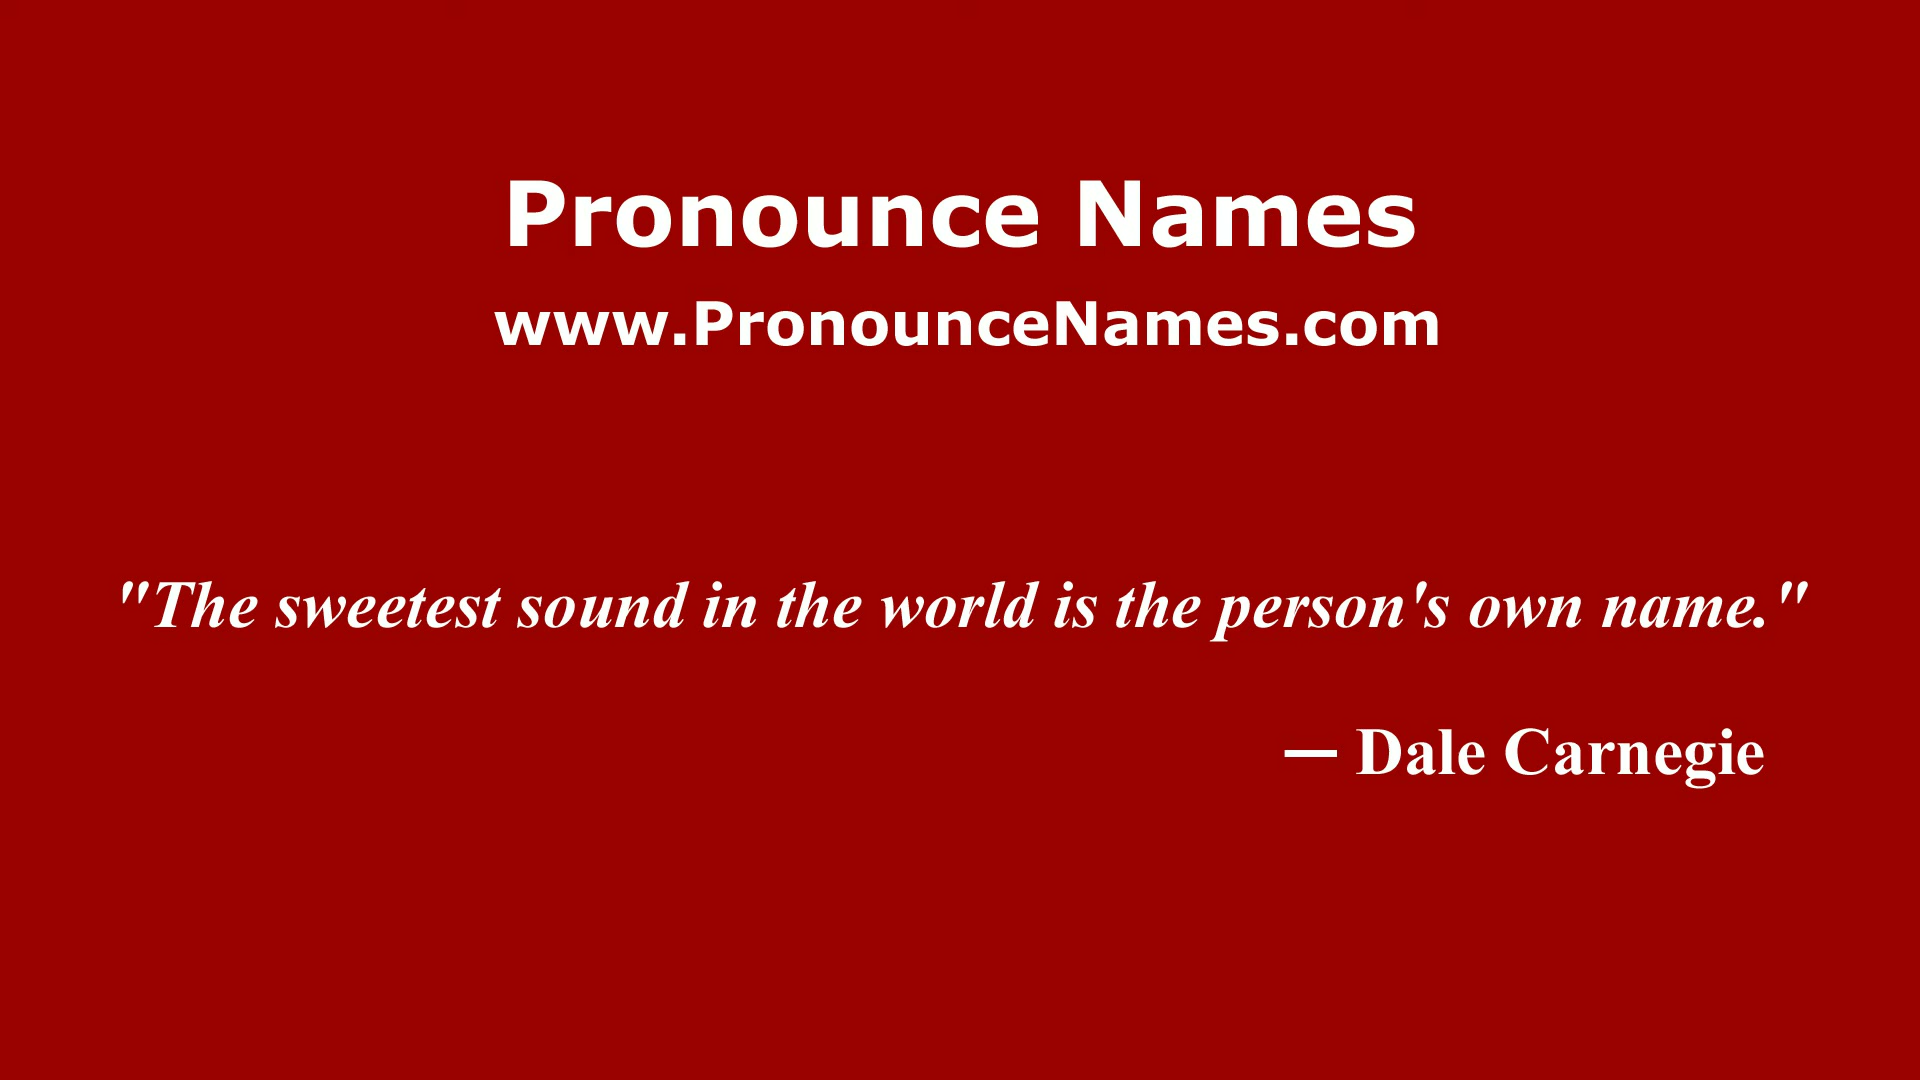 Pronounce Names
www.PronounceNames.com
"The sweetest sound in the world is the person's own name."
— Dale Carnegie